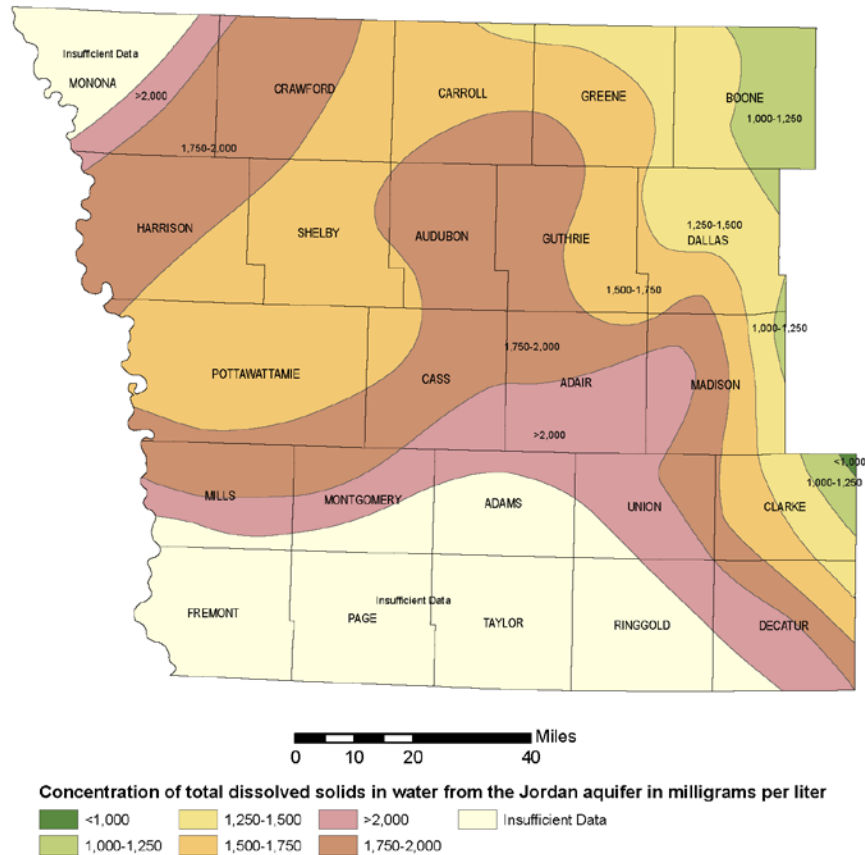 Insufficient Data
MONONA
>2,000
CRAWFORD
CARROLL
GREENE
BOONE
1,000-1,250
1,750-2,000
HARRISON
SHELBY
AUDUBON
GUTHRIE
1,250-1,500
DALLAS
1,500-1,750
1,000-1,250
1,750-2,000
POTTAWATTAMIE
CASS
ADAIR
MADISON
>2,000
<1,000
1,000-1,250
MILLS
MONTGOMERY
ADAMS
UNION
CLARKE
Insufficient Data
FREMONT
PAGE
TAYLOR
RINGGOLD
DECATUR
Miles
0 10 20 40
Concentration of total dissolved solids in water from the Jordan aquifer in milligrams per liter
<1,000 1,250-1,500 >2,000 Insufficient Data
1,000-1,250 1,500-1,750 1,750-2,000